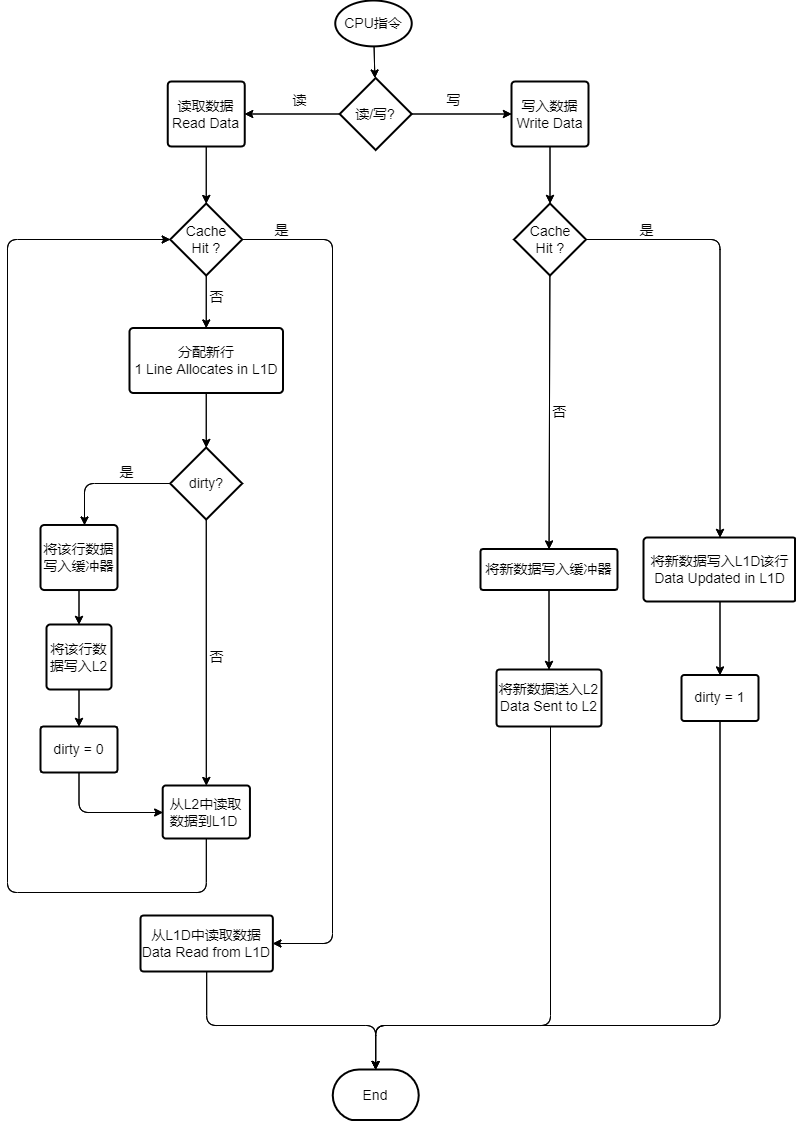 CPU指令
读/写?
读
写
读取数据
Read Data
写入数据
Write Data
Cache
Hit ?
是
否
Cache
Hit ?
是
否
分配新行
1 Line Allocates in L1D
dirty?
是
否
将该行数据
写入缓冲器
将该行数
据写入L2
dirty = 0
从L2中读取
数据到L1D
从L1D中读取数据
Data Read from L1D
将新数据写入缓冲器
将新数据送入L2
Data Sent to L2
将新数据写入L1D该行
Data Updated in L1D
dirty = 1
End